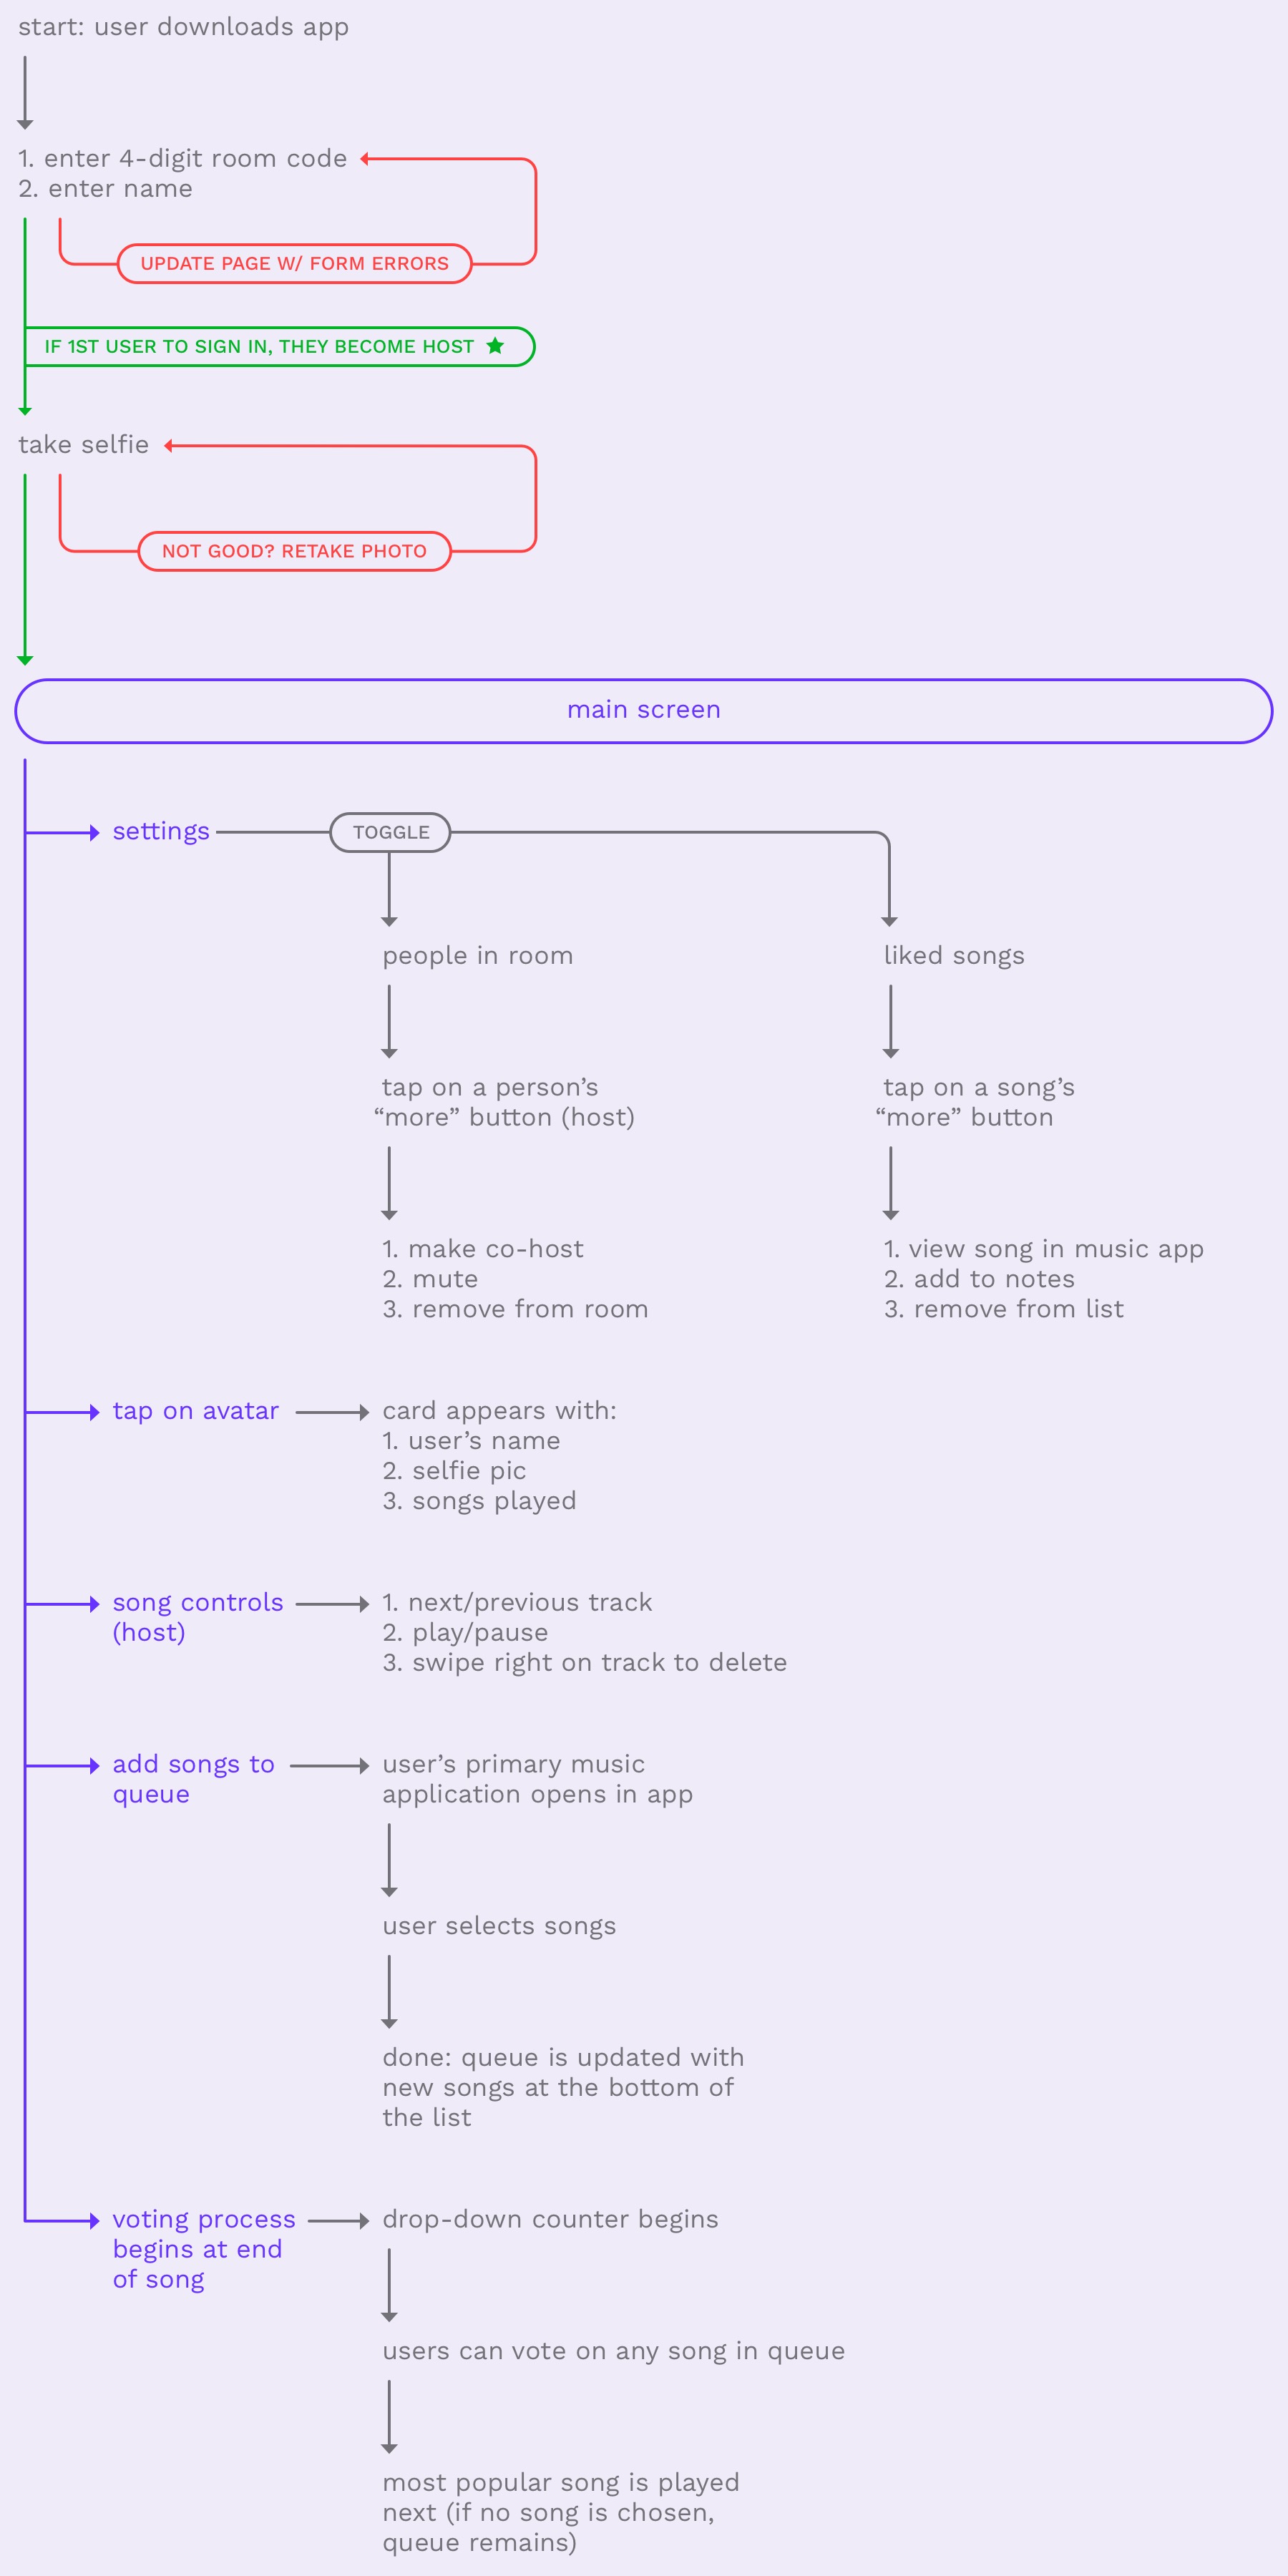 start: user downloads app
1. enter 4-digit room code
2. enter name
UPDATE PAGE W/ FORM ERRORS
IF 1ST USER TO SIGN IN, THEY BECOME HOST ★
take selfie
NOT GOOD? RETAKE PHOTO
main screen
settings
TOGGLE
people in room
tap on a person’s
“more” button (host)
1. make co-host
2. mute
3. remove from room
liked songs
tap on a song’s
“more” button
1. view song in music app
2. add to notes
3. remove from list
tap on avatar
card appears with:
1. user’s name
2. selfie pic
3. songs played
song controls
(host)
1. next/previous track
2. play/pause
3. swipe right on track to delete
add songs to
queue
user’s primary music
application opens in app
user selects songs
done: queue is updated with
new songs at the bottom of
the list
voting process
begins at end
of song
drop-down counter begins
users can vote on any song in queue
most popular song is played
next (if no song is chosen,
queue remains)